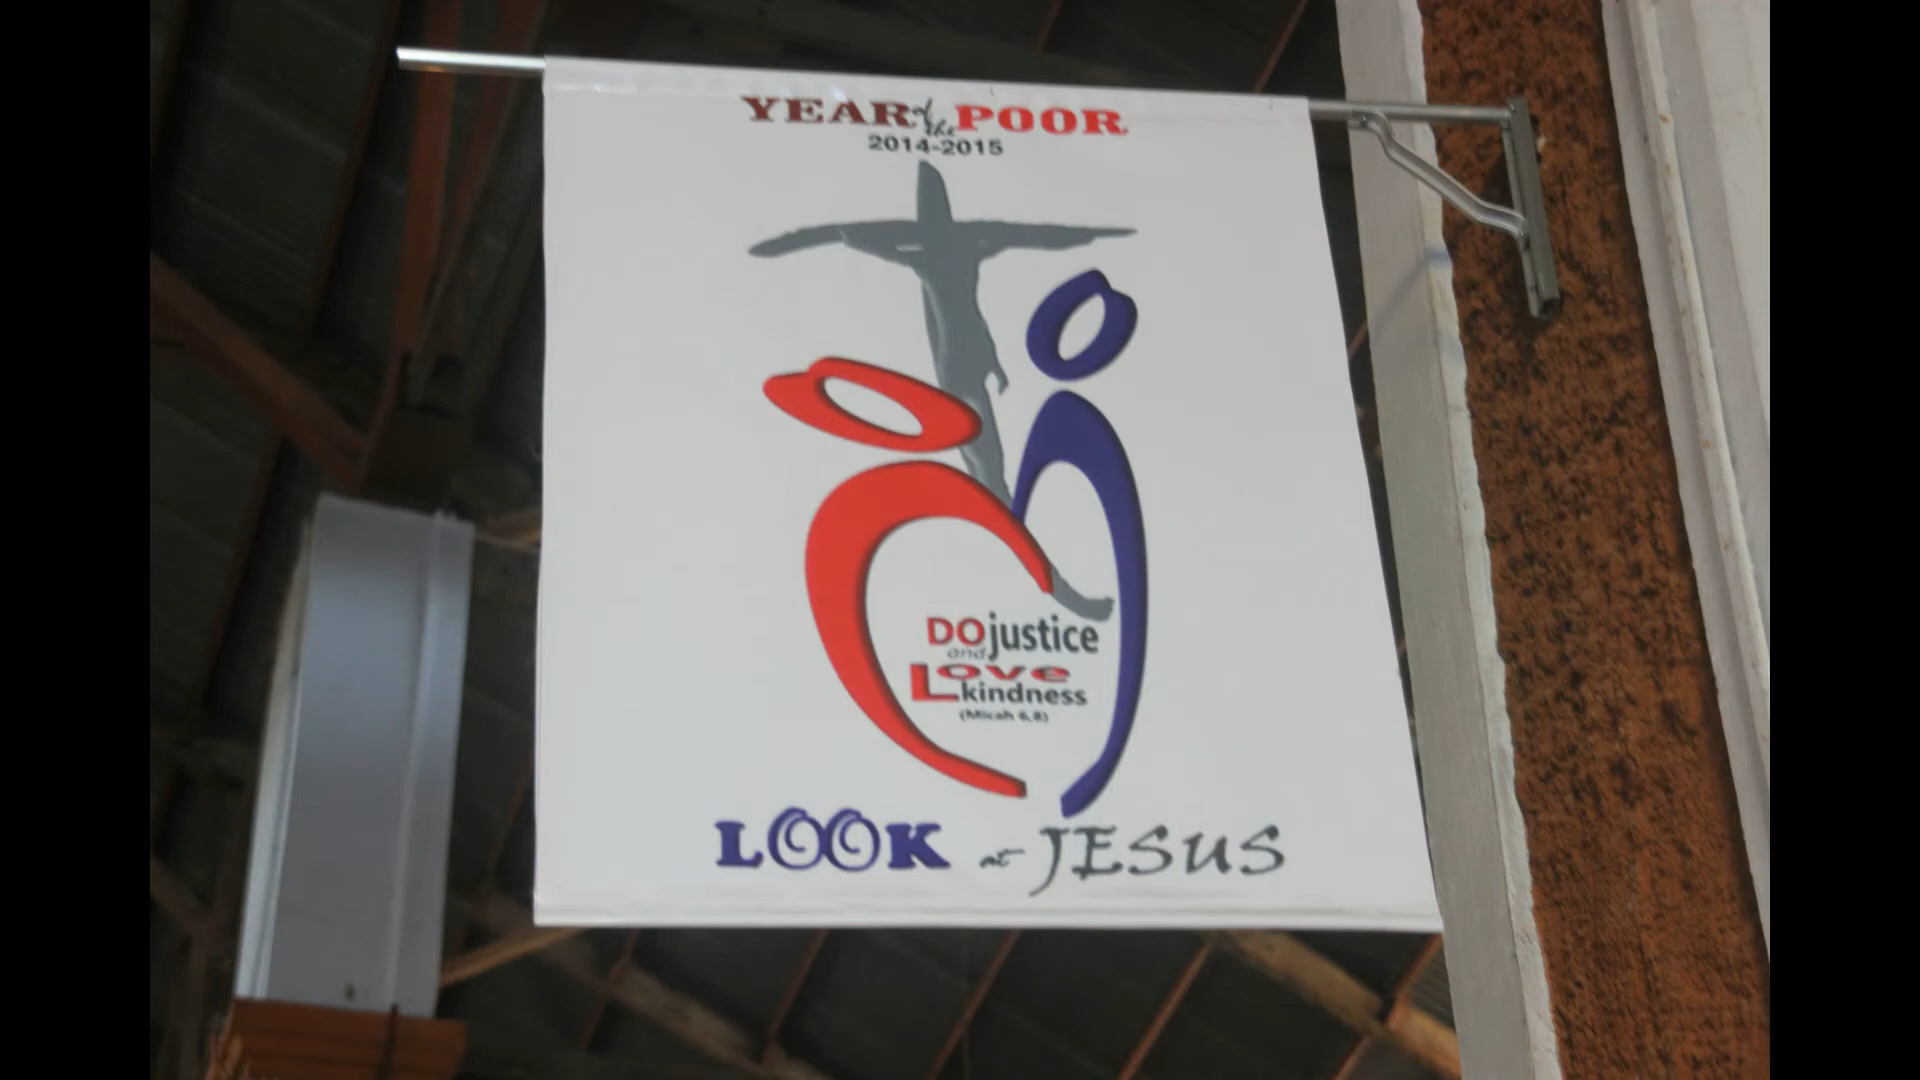 YEAR of the POOR
2014-2015
DO justice
and
Love
kindness
(Micah 6,8)
LOOK at JESUS